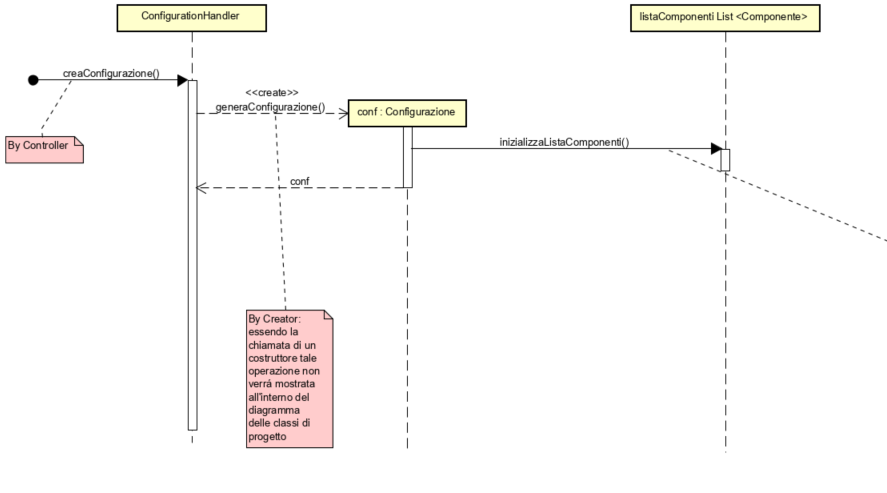 ConfigurationHandler
listaComponenti List <Componente>
creaConfigurazione()
<<create>>
generaConfigurazione()
conf : Configurazione
By Controller
inizializzaListaComponenti()
conf
By Creator:
essendo la
chiamata di un
costruttore tale
operazione non
verrá mostrata
all'interno del
diagramma
delle classi di
progetto